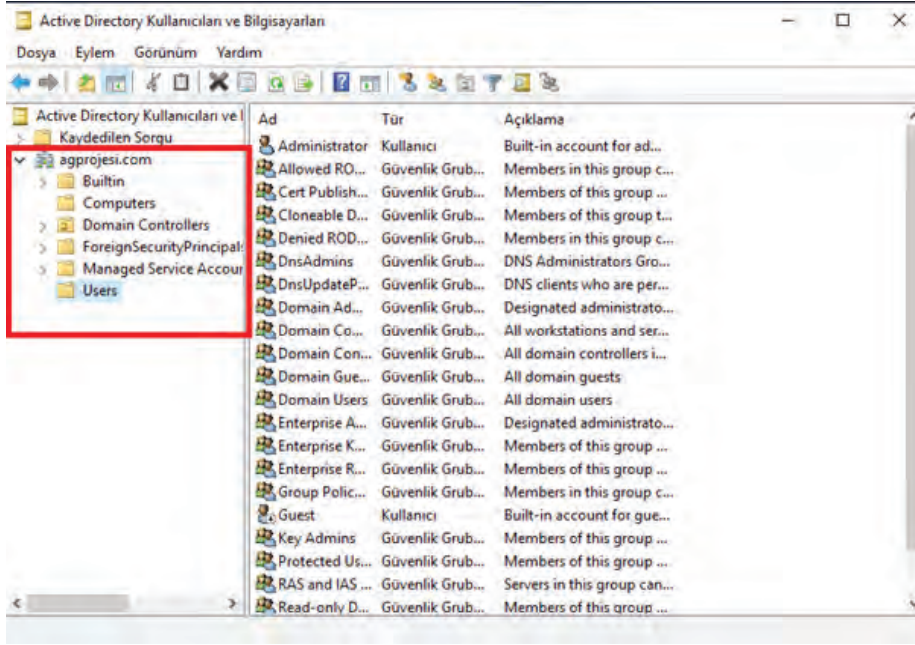 Active Directory Kullanıcıları ve Bilgisayarları
Dosya Eylem Görünüm Yardım
Active Directory Kullanıcıları ve I
Kaydedilen Sorgu
agprojesi.com
Builtin
Computers
Domain Controllers
ForeignSecurityPrincipals
Managed Service Accour
Users
Ad Tür Açıklama
Administrator Kullanıcı Built-in account for ad...
Allowed RO... Güvenlik Grub... Members in this group c...
Cert Publish... Güvenlik Grub... Members of this group ...
Cloneable D... Güvenlik Grub... Members of this group t...
Denied ROD... Güvenlik Grub... Members in this group c...
DnsAdmins Güvenlik Grub... DNS Administrators Gro...
DnsUpdateP... Güvenlik Grub... DNS clients who are per...
Domain Ad... Güvenlik Grub... Designated administrato...
Domain Co... Güvenlik Grub... All workstations and ser...
Domain Con... Güvenlik Grub... All domain controllers i...
Domain Gue... Güvenlik Grub... All domain guests
Domain Users Güvenlik Grub... All domain users
Enterprise A... Güvenlik Grub... Designated administrato...
Enterprise K... Güvenlik Grub... Members of this group ...
Enterprise R... Güvenlik Grub... Members of this group ...
Group Polic... Güvenlik Grub... Members in this group c...
Guest Kullanıcı Built-in account for gue...
Key Admins Güvenlik Grub... Members of this group ...
Protected Us... Güvenlik Grub... Members of this group ...
RAS and IAS ... Güvenlik Grub... Servers in this group can...
Read-only D... Güvenlik Grub... Members of this group ...